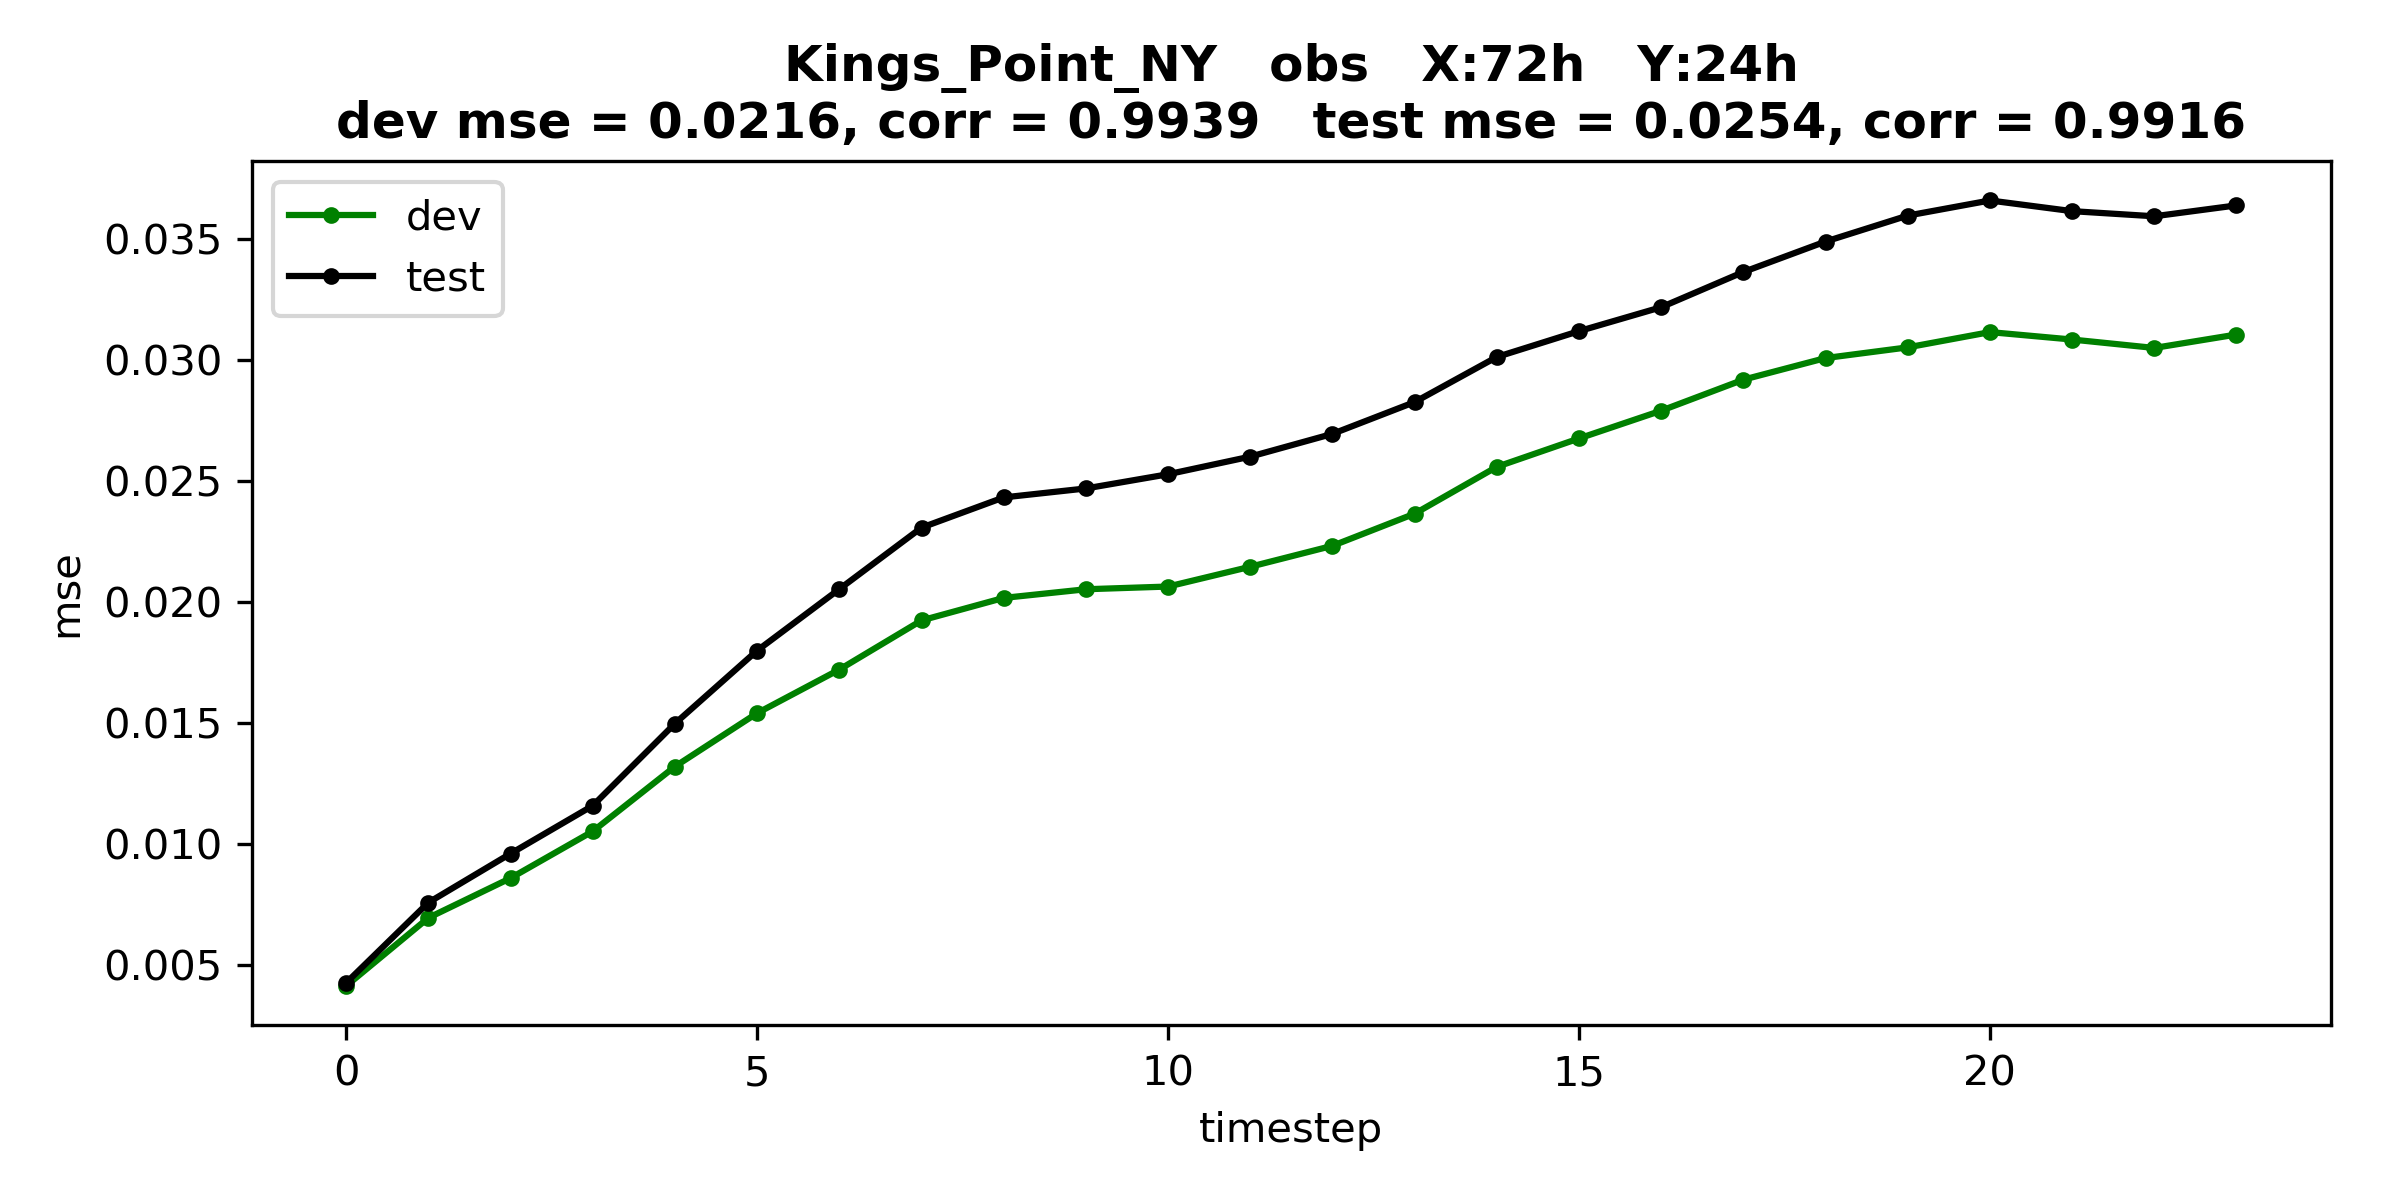 Kings_Point_NY   obs   X:72h   Y:24h
dev mse = 0.0216, corr = 0.9939   test mse = 0.0254, corr = 0.9916
dev
test
0.035
0.030
0.025
0.020
0.015
0.010
0.005
mse
0 5 10 15 20
timestep